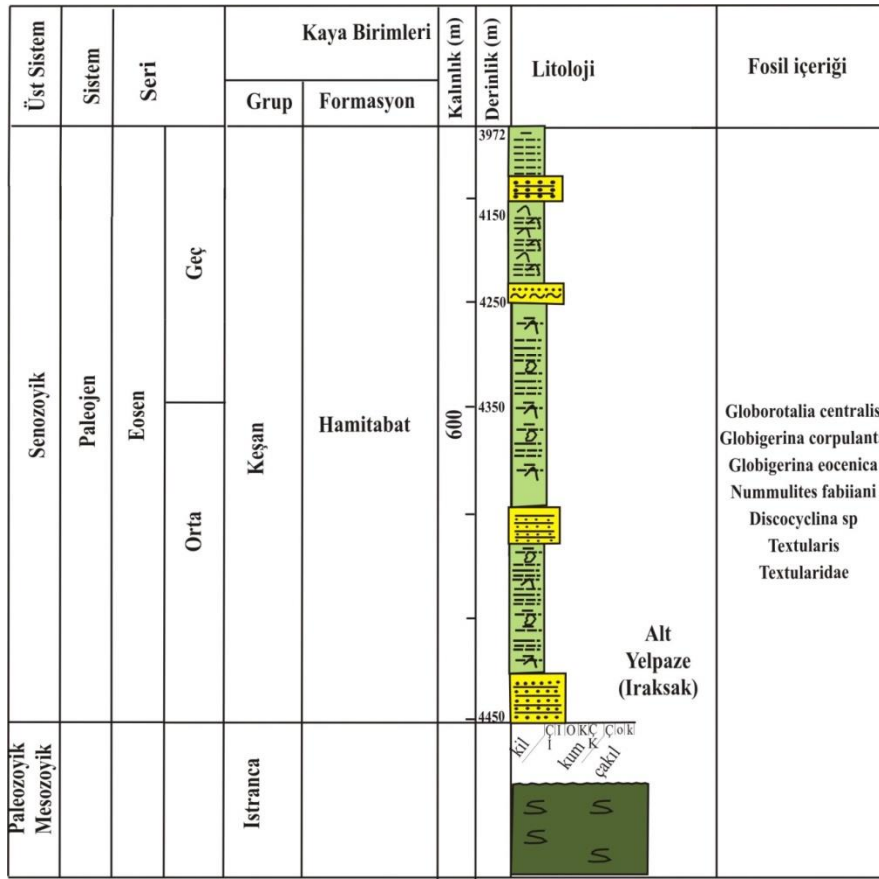 Üst Sistem
Sistem
Seri
Kaya Birimleri
Grup
Formasyon
Kalınlık (m)
Derinlik (m)
Litoloji
Fosil içeriği
Senozoyik
Paleojen
Eosen
Geç
Orta
Keşan
Hamitabat
600
3972
4150
4250
4350
4450
Globorotalia centralis
Globigerina corpulant
Globigerina eocenica
Nummulites fabiiani
Discocyclina sp
Textularis
Textularidae
Alt
Yelpaze
(Iraksak)
Paleozoyik
Mesozoyik
Istranca
kil
Çİ I O K ÇK Ç o k
kum
çakıl